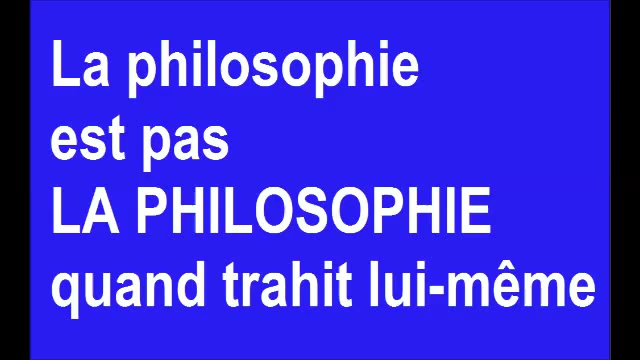 La philosophie
est pas
LA PHILOSOPHIE
quand trahit lui-même